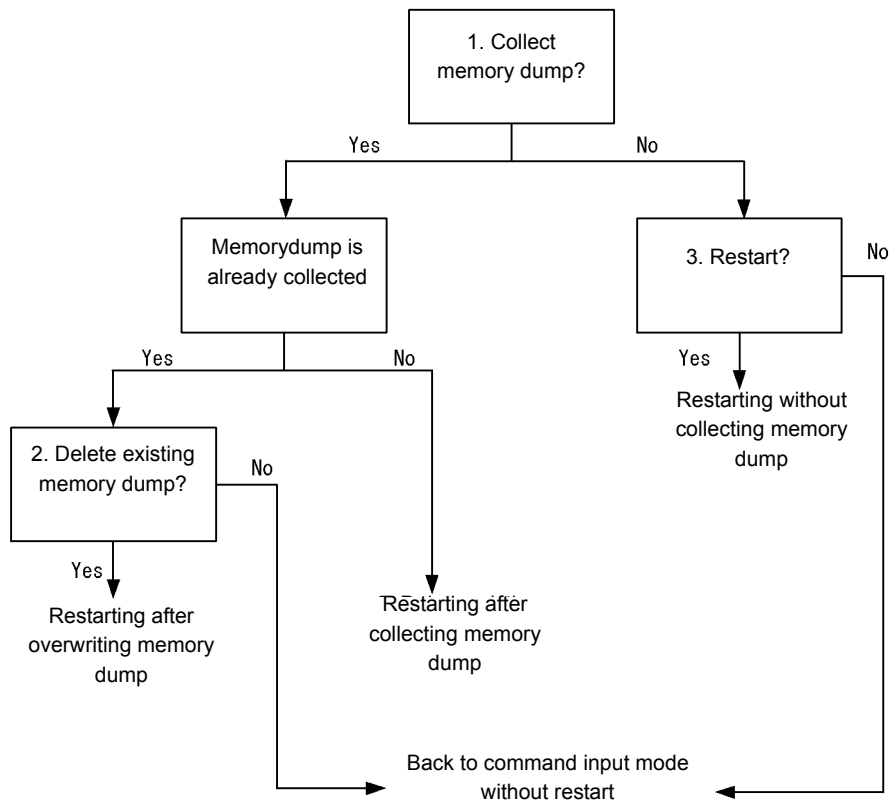 1. Collect
memory dump?
Yes
No
Memorydump is
already collected
3. Restart?
No
Yes
No
Yes
Restarting without
collecting memory
dump
2. Delete existing
memory dump?
No
Yes
Restarting after
overwriting memory
dump
Restarting after
collecting memory
dump
Back to command input mode
without restart